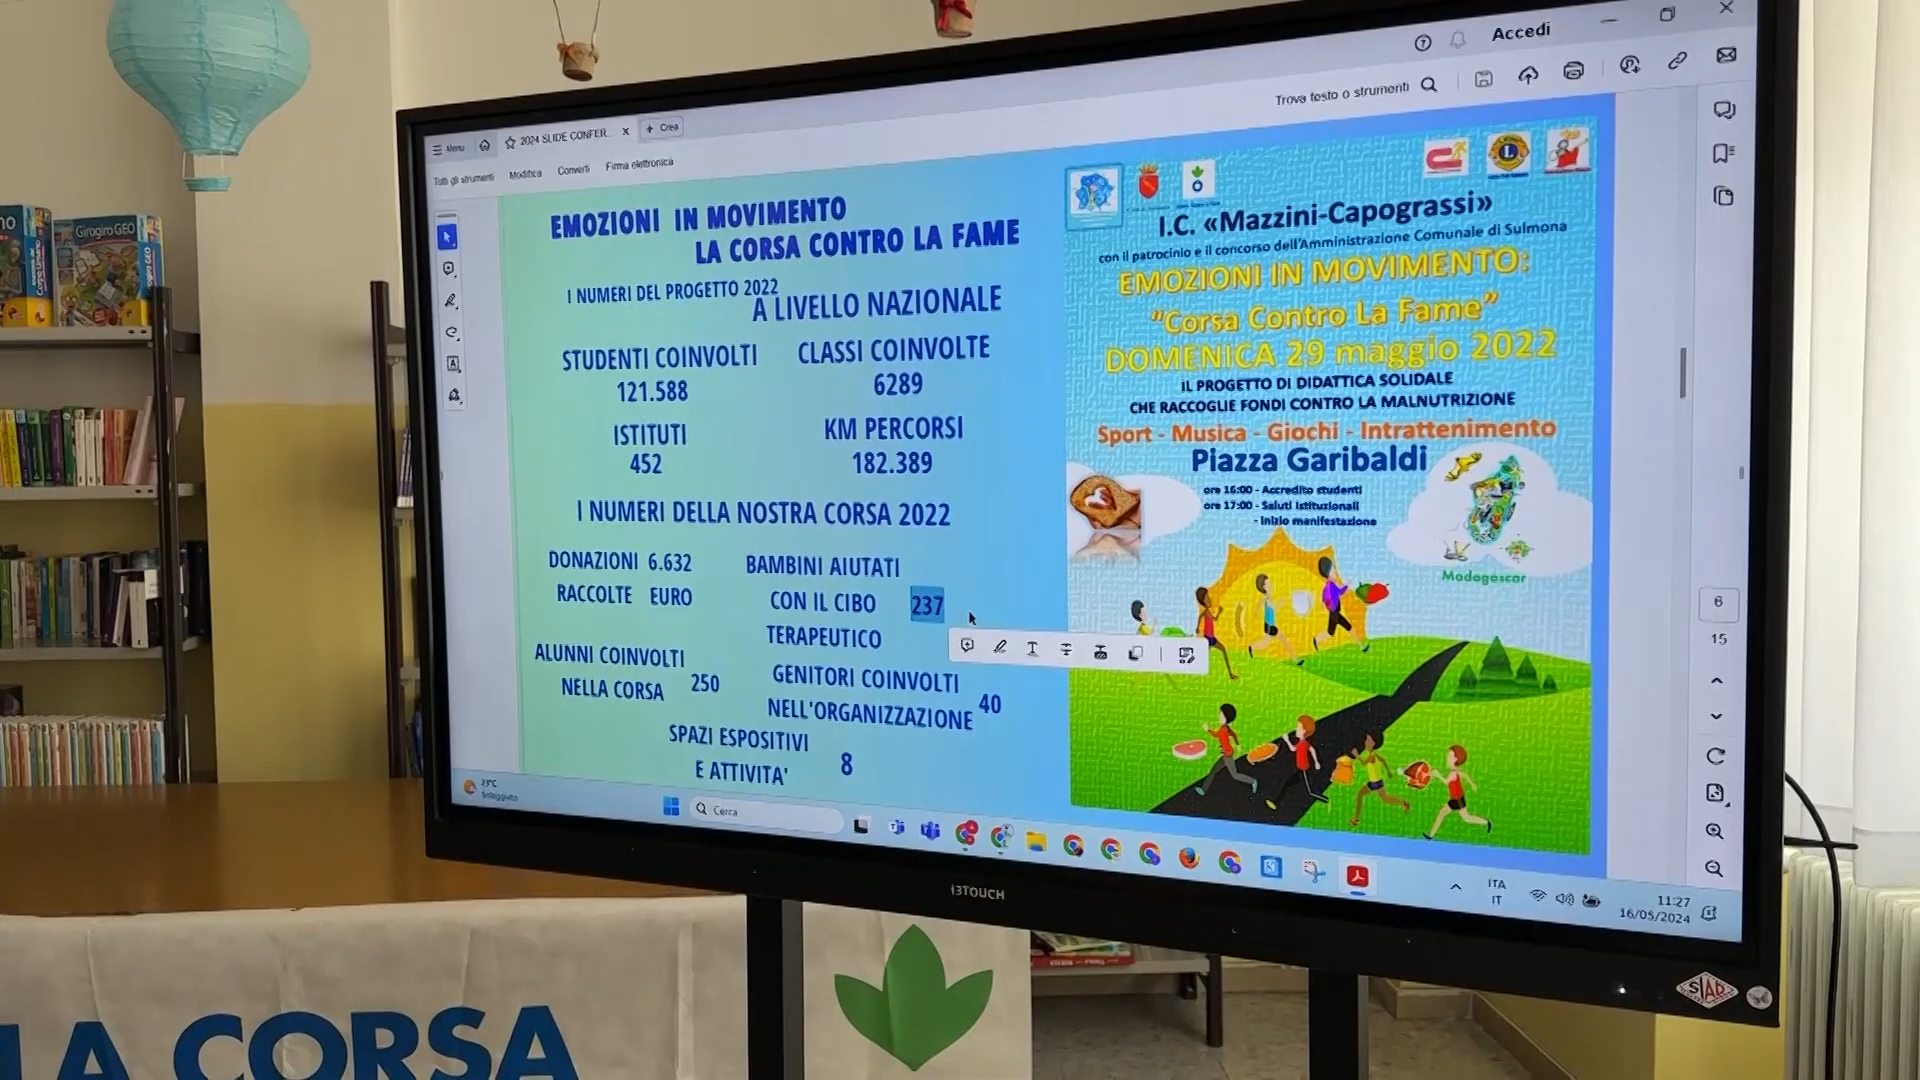 Accedi
Trova testo o strumenti
Menu
2024 SLIDE CONFER...
Crea
Tutti gli strumenti
Modifica
Converti
Firma elettronica
EMOZIONI IN MOVIMENTO
LA CORSA CONTRO LA FAME
I NUMERI DEL PROGETTO 2022
A LIVELLO NAZIONALE
STUDENTI COINVOLTI
121.588
CLASSI COINVOLTE
6289
ISTITUTI
452
KM PERCORSI
182.389
I NUMERI DELLA NOSTRA CORSA 2022
DONAZIONI 6.632
RACCOLTE EURO
BAMBINI AIUTATI
CON IL CIBO 237
TERAPEUTICO
ALUNNI COINVOLTI
NELLA CORSA 250
GENITORI COINVOLTI
NELL'ORGANIZZAZIONE 40
SPAZI ESPOSITIVI
E ATTIVITA' 8
I.C. «Mazzini-Capograssi»
con il patrocinio e il concorso dell'Amministrazione Comunale di Sulmona
EMOZIONI IN MOVIMENTO:
"Corsa Contro La Fame"
DOMENICA 29 maggio 2022
IL PROGETTO DI DIDATTICA SOLIDALE
CHE RACCOGLIE FONDI CONTRO LA MALNUTRIZIONE
Sport - Musica - Giochi - Intrattenimento
Piazza Garibaldi
ore 16:00 - Accredito studenti
ore 17:00 - Saluti istituzionali
- Inizio manifestazione
Madagascar
6
15
23°C
Soleggiato
Cerca
ITA
IT
11:27
16/05/2024
i3TOUCH
SIAD
Girogiro GEO
LA CORSA